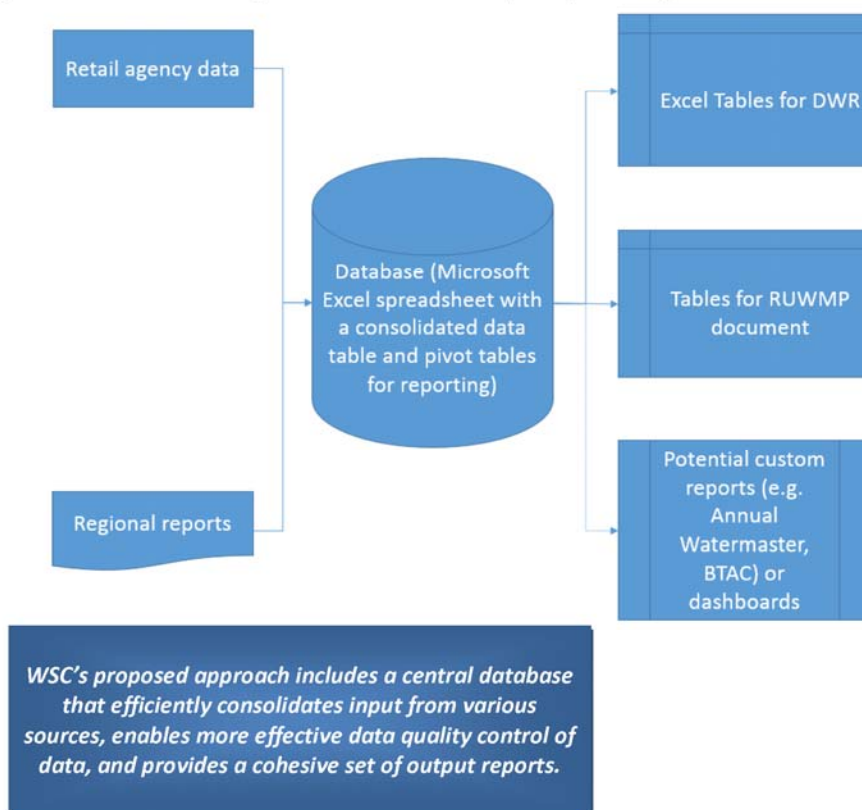 Retail agency data
Regional reports
Database (Microsoft
Excel spreadsheet with
a consolidated data
table and pivot tables
for reporting)
Excel Tables for DWR
Tables for RUWMP
document
Potential custom
reports (e.g.
Annual
Watermaster,
BTAC) or
dashboards
WSC's proposed approach includes a central database
that efficiently consolidates input from various
sources, enables more effective data quality control of
data, and provides a cohesive set of output reports.